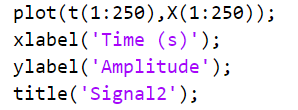 plot(t(1:250),X(1:250));
xlabel('Time (s)');
ylabel('Amplitude');
title('Signal2');